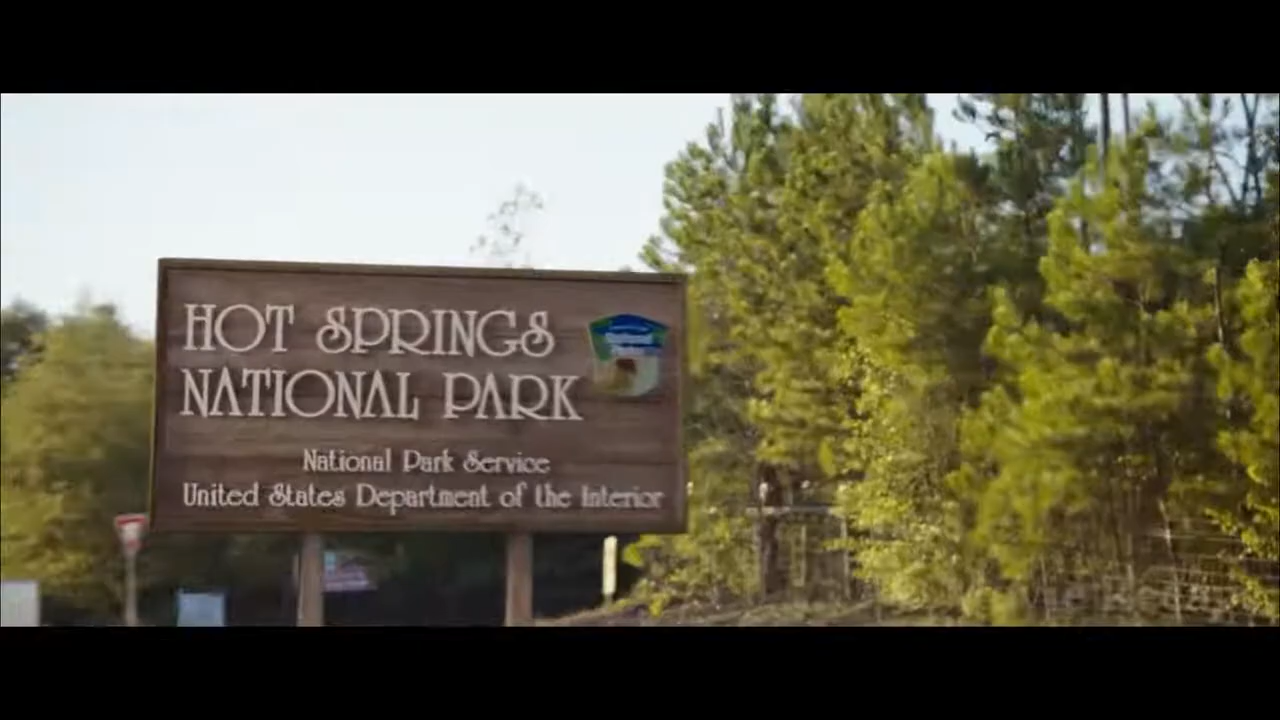 HOT SPRINGS
NATIONAL PARK
National Park Service
United States Department of the Interior